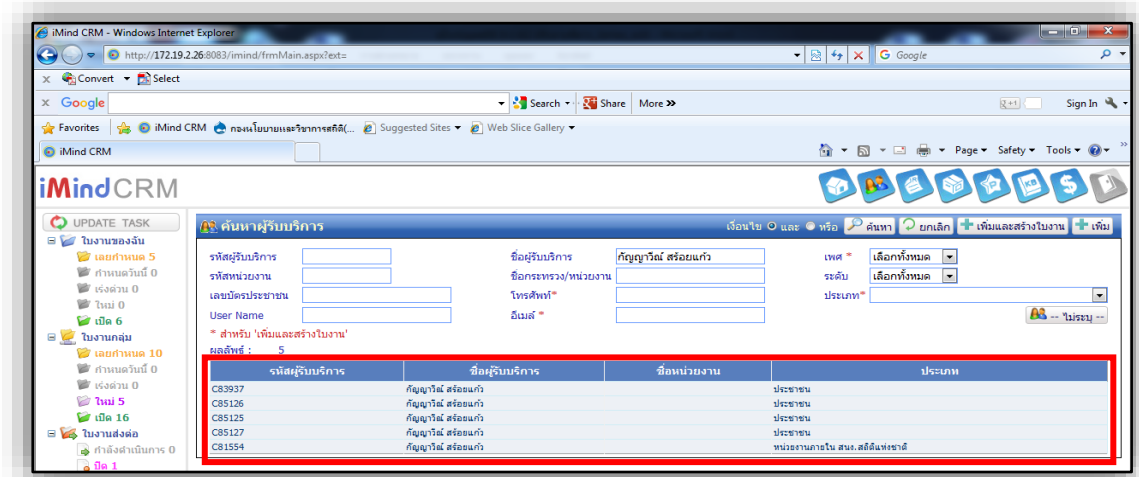 iMind CRM - Windows Internet Explorer
http://172.19.2.26:8083/imind/frmMain.aspx?ext=
Google
x Convert Select
x Google Search Share More »
Sign In
Favorites iMind CRM กองนโยบายและวิชาการสถิติ(... Suggested Sites Web Slice Gallery
iMind CRM
Page Safety Tools
iMindCRM
UPDATE TASK
ใบงานของฉัน
เลยกำหนด 5
กำหนดวันนี้ 0
เร่งด่วน 0
ใหม่ 0
เปิด 6
ใบงานกลุ่ม
เลยกำหนด 10
กำหนดวันนี้ 0
เร่งด่วน 0
ใหม่ 5
เปิด 16
ใบงานส่งต่อ
กำลังดำเนินการ 0
ปิด 1
ค้นหาผู้รับบริการ
เงื่อนไข และ หรือ ค้นหา ยกเลิก เพิ่มและสร้างใบงาน เพิ่ม
รหัสผู้รับบริการ ชื่อผู้รับบริการ กัญญาวีณ์ สร้อยแก้ว เพศ * เลือกทั้งหมด
รหัสหน่วยงาน ชื่อกระทรวง/หน่วยงาน ระดับ เลือกทั้งหมด
เลขบัตรประชาชน โทรศัพท์* ประเภท*
User Name อีเมล์ * -- ไม่ระบุ --
* สำหรับ 'เพิ่มและสร้างใบงาน'
ผลลัพธ์ : 5
รหัสผู้รับบริการ ชื่อผู้รับบริการ ชื่อหน่วยงาน ประเภท
C83937 กัญญาวีณ์ สร้อยแก้ว ประชาชน
C85126 กัญญาวีณ์ สร้อยแก้ว ประชาชน
C85125 กัญญาวีณ์ สร้อยแก้ว ประชาชน
C85127 กัญญาวีณ์ สร้อยแก้ว ประชาชน
C81554 กัญญาวีณ์ สร้อยแก้ว หน่วยงานภายใน สนง.สถิติแห่งชาติ